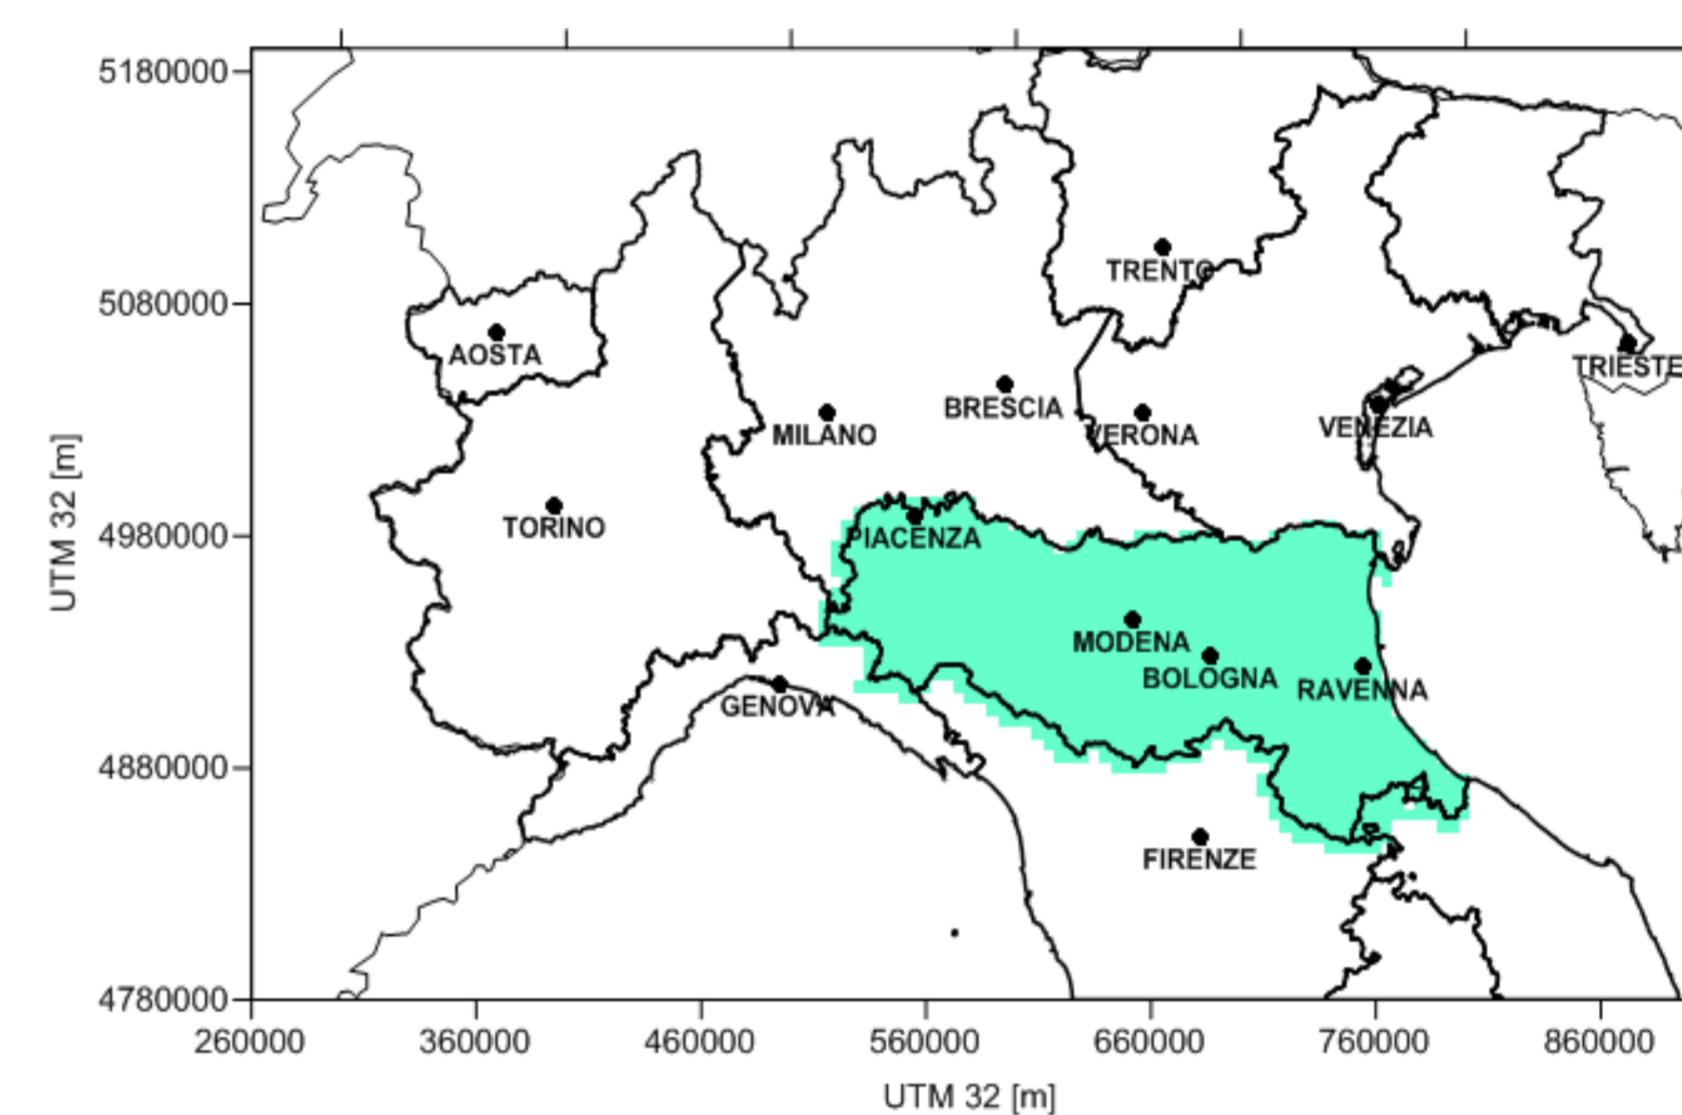 5180000
TRENTO
5080000
AOSTA
TRIESTE
BRESCIA
MILANO
VERONA
VENEZIA
UTM 32 [m]
TORINO
4980000
PIACENZA
MODENA
BOLOGNA
RAVENNA
GENOVA
4880000
FIRENZE
4780000
260000 360000 460000 560000 660000 760000 860000
UTM 32 [m]